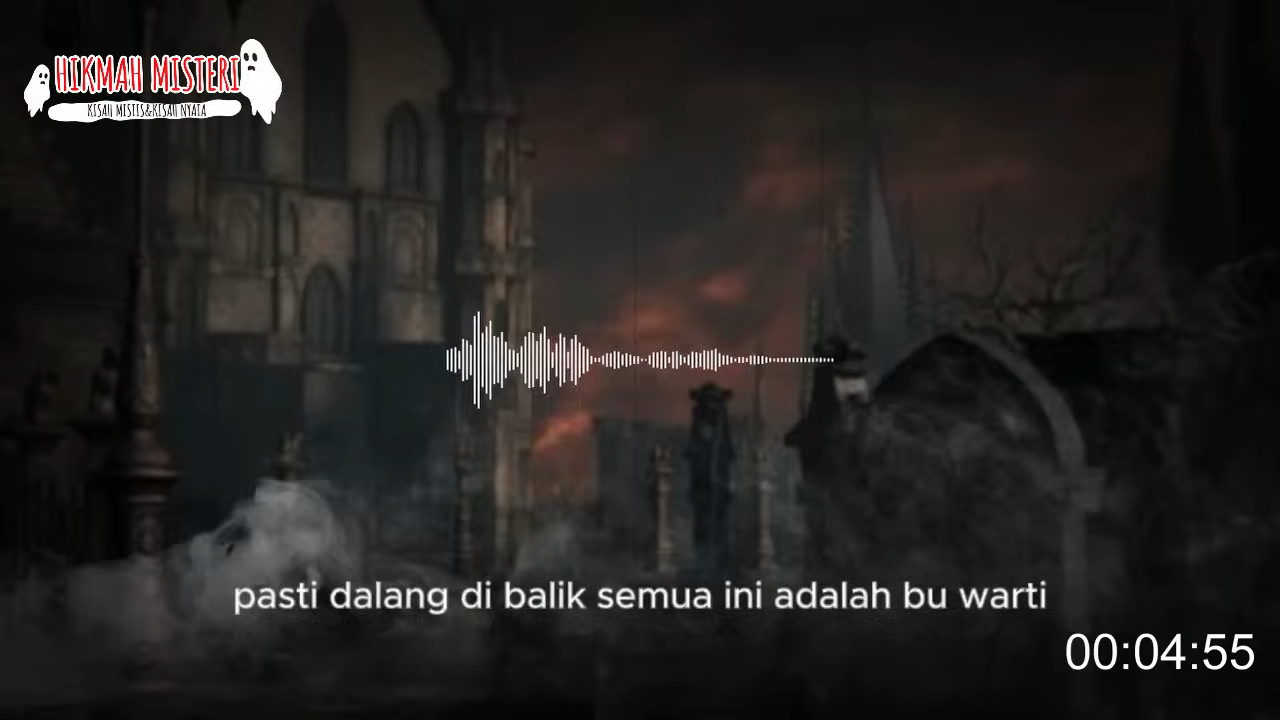 HIKMAH MISTERI
KISAH MISTIS&KISAH NYATA
pasti dalang di balik semua ini adalah bu warti
00:04:55